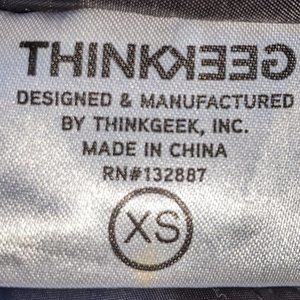 THINKGEEK
DESIGNED & MANUFACTURED
BY THINKGEEK, INC.
MADE IN CHINA
RN#132887
XS